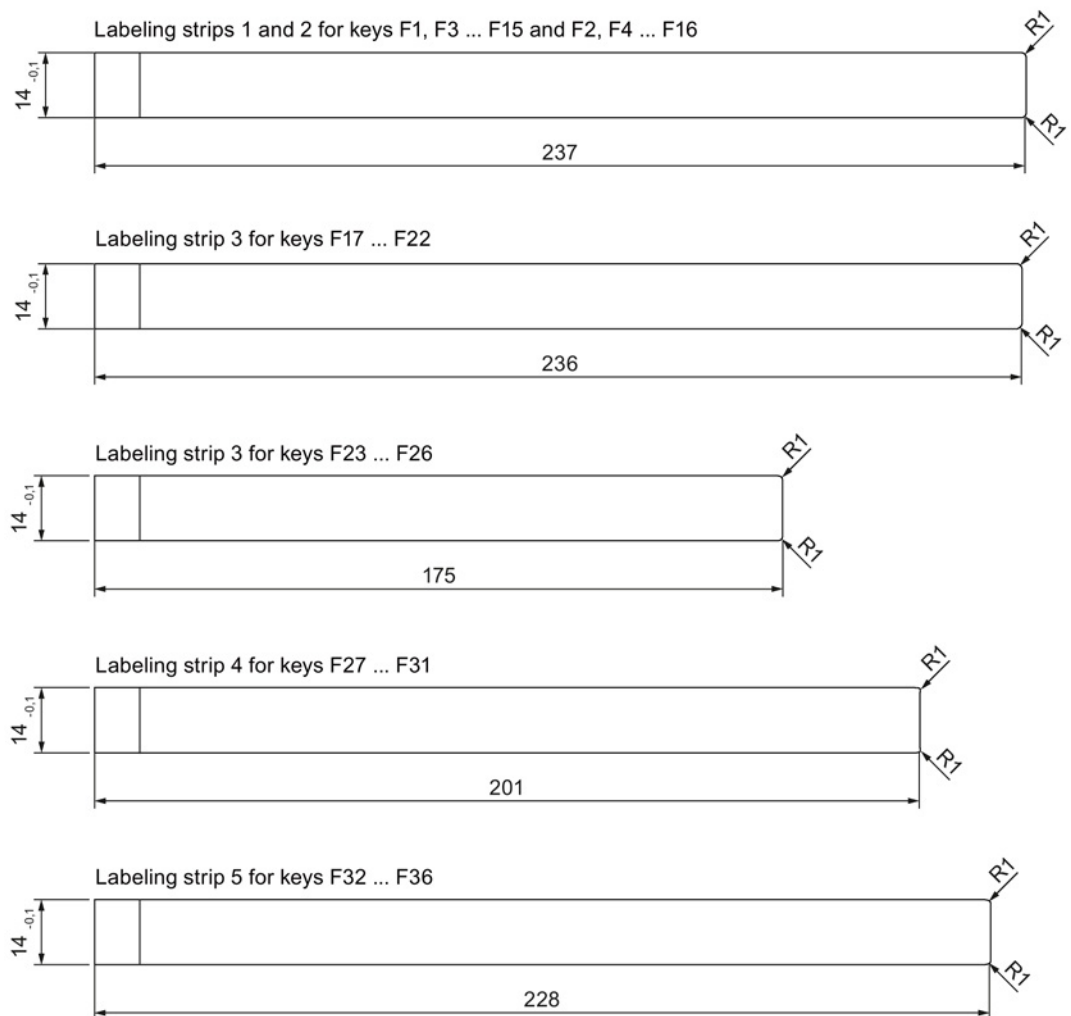 Labeling strips 1 and 2 for keys F1, F3 ... F15 and F2, F4 ... F16
R1
14 -0,1
R1
237
Labeling strip 3 for keys F17 ... F22
R1
14 -0,1
R1
236
Labeling strip 3 for keys F23 ... F26
R1
14 -0,1
R1
175
Labeling strip 4 for keys F27 ... F31
R1
14 -0,1
R1
201
Labeling strip 5 for keys F32 ... F36
R1
14 -0,1
R1
228